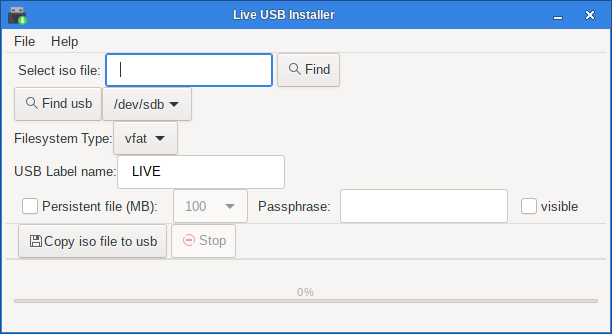 Live USB Installer
File Help
Select iso file: Find
Find usb /dev/sdb
Filesystem Type: vfat
USB Label name: LIVE
Persistent file (MB): 100 Passphrase: visible
Copy iso file to usb Stop
0%